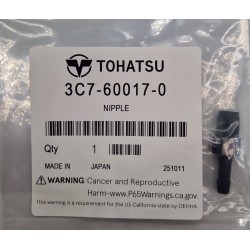 TOHATSU
3C7-60017-0
NIPPLE
Qty 1
MADE IN JAPAN 251011
WARNING: Cancer and Reproductive
Harm-www.P65Warnings.ca.gov.
This warning is a requirement for the US California state by OEHHA